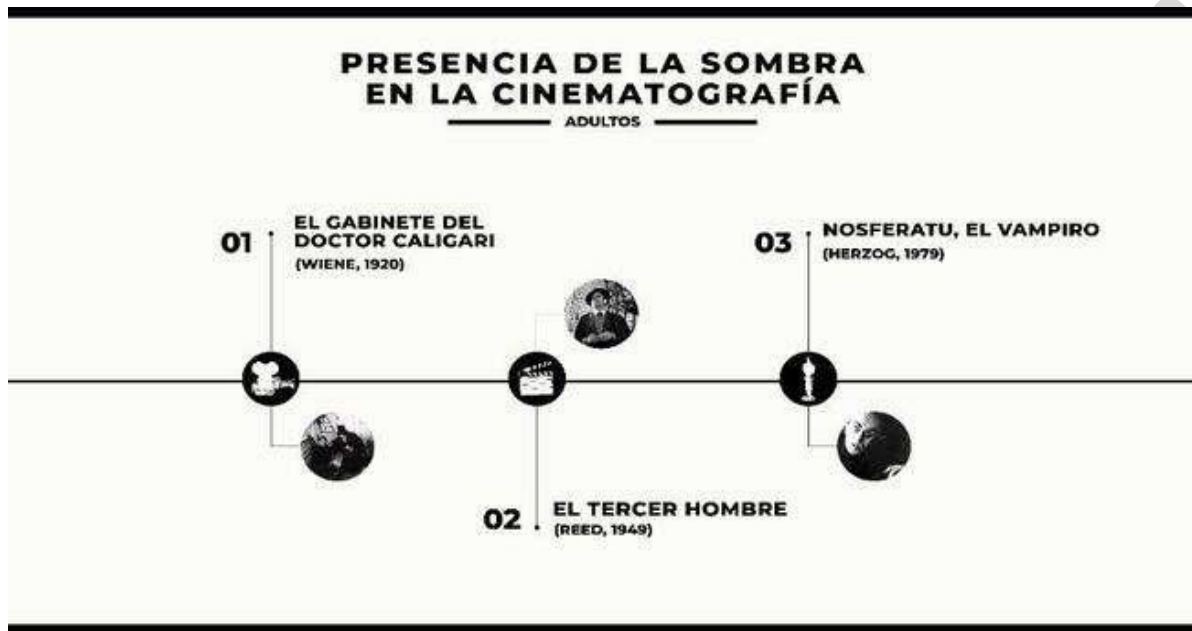 PRESENCIA DE LA SOMBRA
EN LA CINEMATOGRAFÍA
ADULTOS
01
EL GABINETE DEL
DOCTOR CALIGARI
(WIENE, 1920)
02
EL TERCER HOMBRE
(REED, 1949)
03
NOSFERATU, EL VAMPIRO
(HERZOG, 1979)